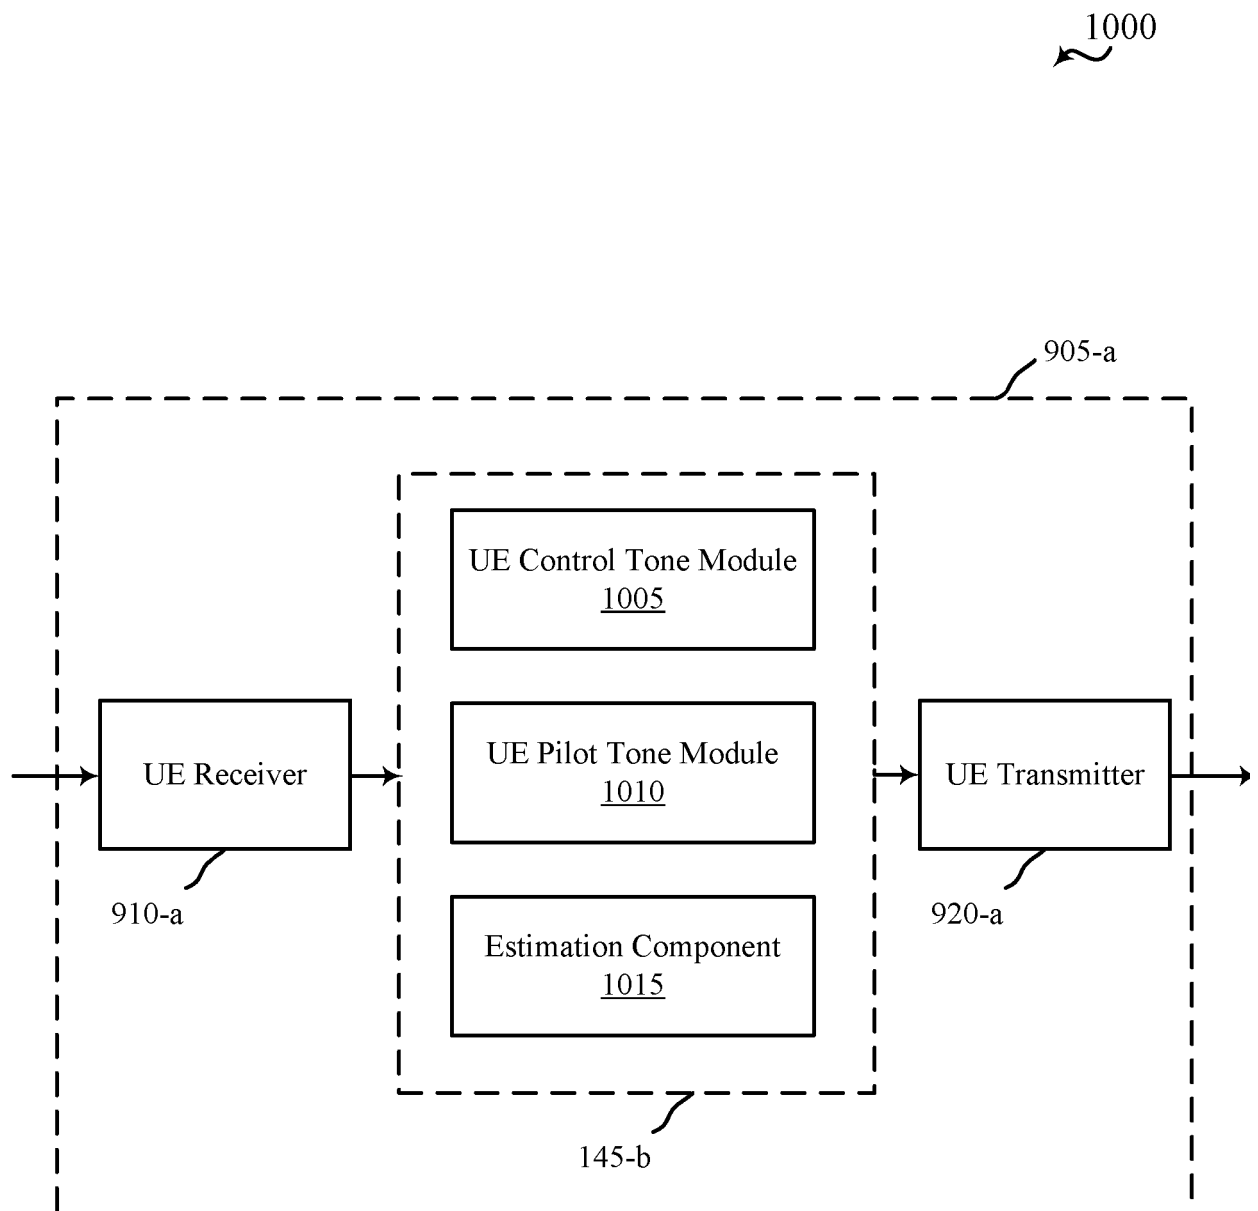 1000
905-a
UE Control Tone Module
1005
UE Receiver
UE Pilot Tone Module
1010
UE Transmitter
910-a
920-a
Estimation Component
1015
145-b